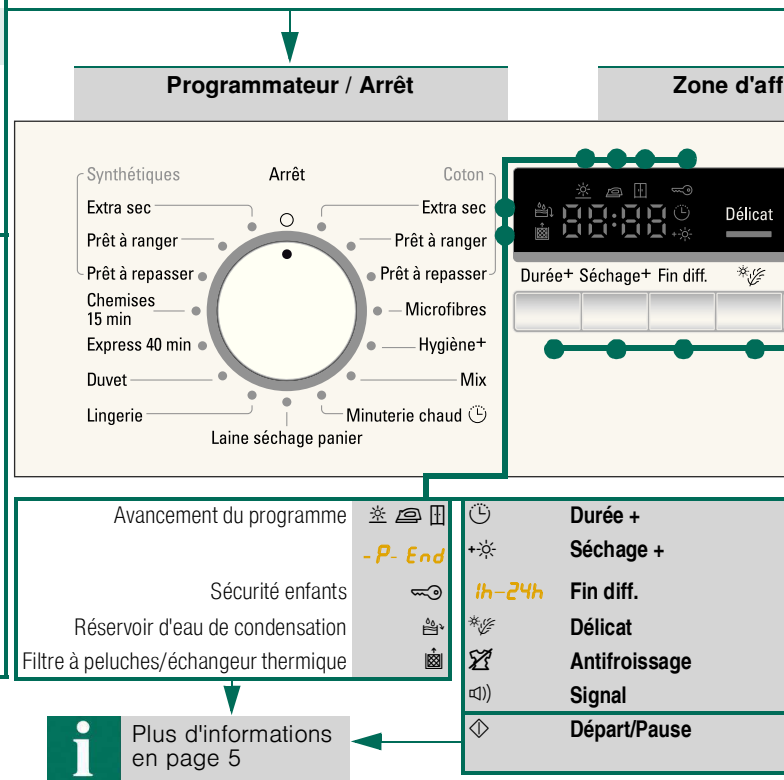 Programmateur / Arrêt
Zone d'aff
Synthétiques
Arrêt
Coton
Extra sec
Extra sec
Prêt à ranger
Prêt à ranger
Prêt à repasser
Prêt à repasser
Chemises
15 min
Microfibres
Express 40 min
Hygiène+
Duvet
Mix
Lingerie
Minuterie chaud
Laine séchage panier
88:88
Délicat
Durée+ Séchage+ Fin diff.
Avancement du programme
-P- End
Sécurité enfants
Réservoir d'eau de condensation
Filtre à peluches/échangeur thermique
Durée +
Séchage +
1h-24h Fin diff.
Délicat
Antifroissage
Signal
Départ/Pause
i
Plus d'informations
en page 5